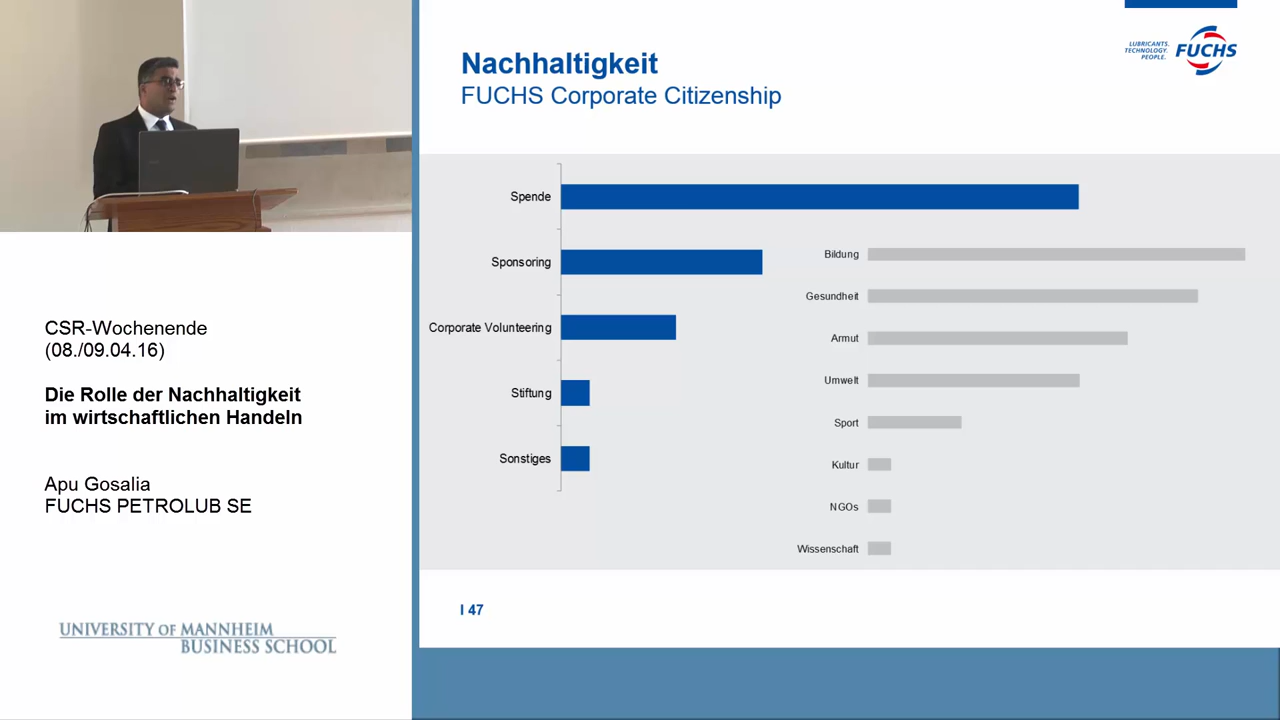 LUBRICANTS.
TECHNOLOGY.
PEOPLE.
FUCHS
Nachhaltigkeit
FUCHS Corporate Citizenship
Spende
Sponsoring
Corporate Volunteering
Stiftung
Sonstiges
Bildung
Gesundheit
Armut
Umwelt
Sport
Kultur
NGOs
Wissenschaft
I 47
CSR-Wochenende
(08./09.04.16)
Die Rolle der Nachhaltigkeit
im wirtschaftlichen Handeln
Apu Gosalia
FUCHS PETROLUB SE
UNIVERSITY OF MANNHEIM
BUSINESS SCHOOL